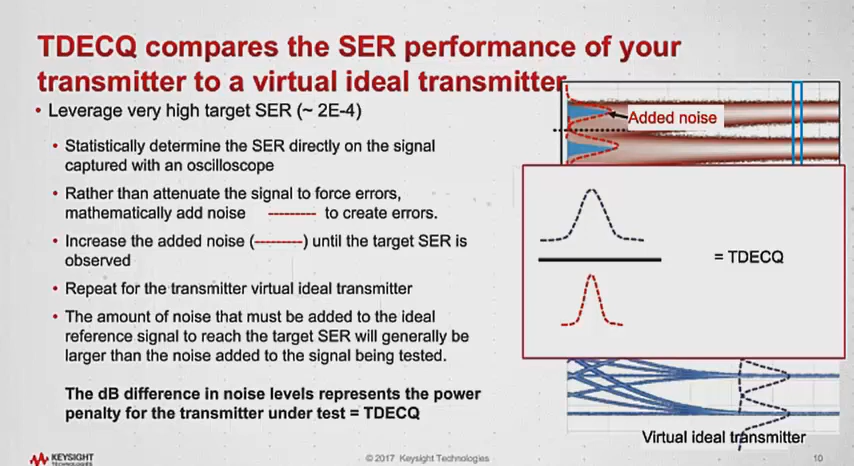 TDECQ compares the SER performance of your
transmitter to a virtual ideal transmitter
• Leverage very high target SER (~ 2E-4)
Added noise
• Statistically determine the SER directly on the signal
captured with an oscilloscope
• Rather than attenuate the signal to force errors,
mathematically add noise ---------- to create errors.
• Increase the added noise (----------) until the target SER is
observed
= TDECQ
• Repeat for the transmitter virtual ideal transmitter
• The amount of noise that must be added to the ideal
reference signal to reach the target SER will generally be
larger than the noise added to the signal being tested.
The dB difference in noise levels represents the power
penalty for the transmitter under test = TDECQ
Virtual ideal transmitter
KEYSIGHT
TECHNOLOGIES
© 2017 Keysight Technologies
10